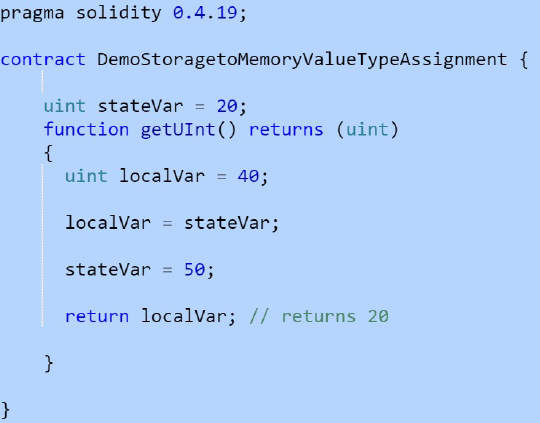 pragma solidity 0.4.19;
contract DemoStoragetoMemoryValueTypeAssignment {
uint stateVar = 20;
function getUInt() returns (uint)
{
uint localVar = 40;
localVar = stateVar;
stateVar = 50;
return localVar; // returns 20
}
}